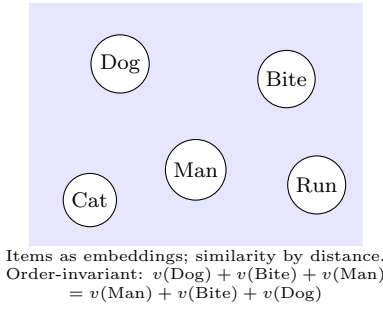 Dog
Bite
Man
Cat
Run
Items as embeddings; similarity by distance.
Order-invariant: v(Dog) + v(Bite) + v(Man)
= v(Man) + v(Bite) + v(Dog)